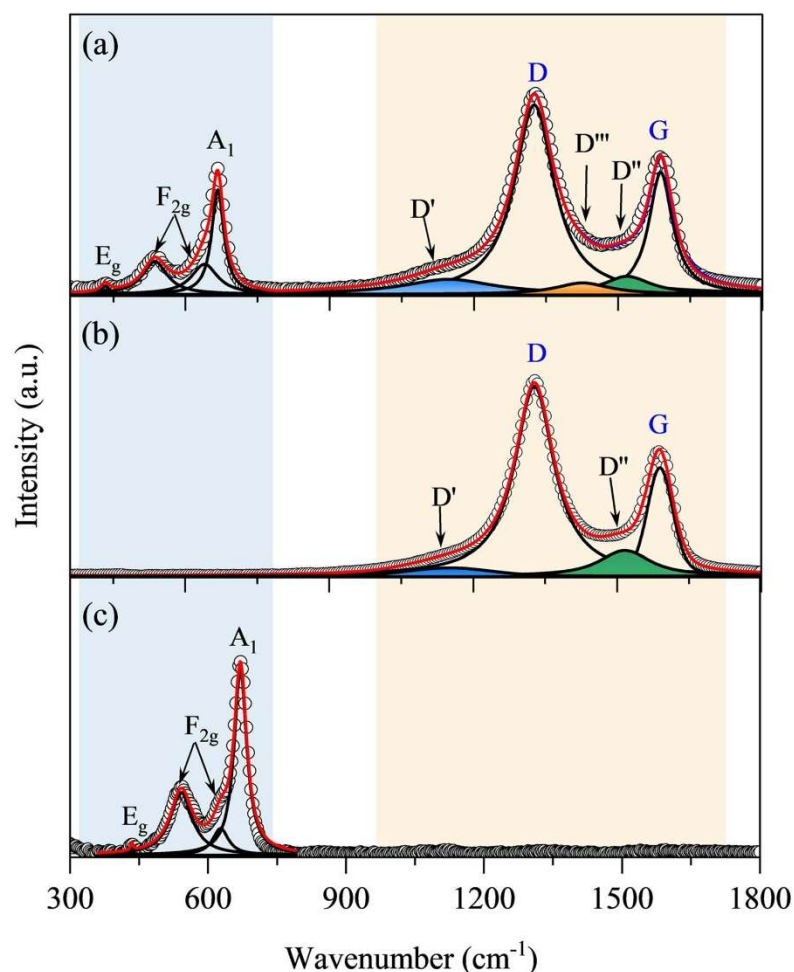 (a)
D
G
A1
D'''
D''
F2g
D'
Eg
(b)
D
G
D''
D'
Intensity (a.u.)
(c)
A1
F2g
Eg
300 600 900 1200 1500 1800
Wavenumber (cm-1)